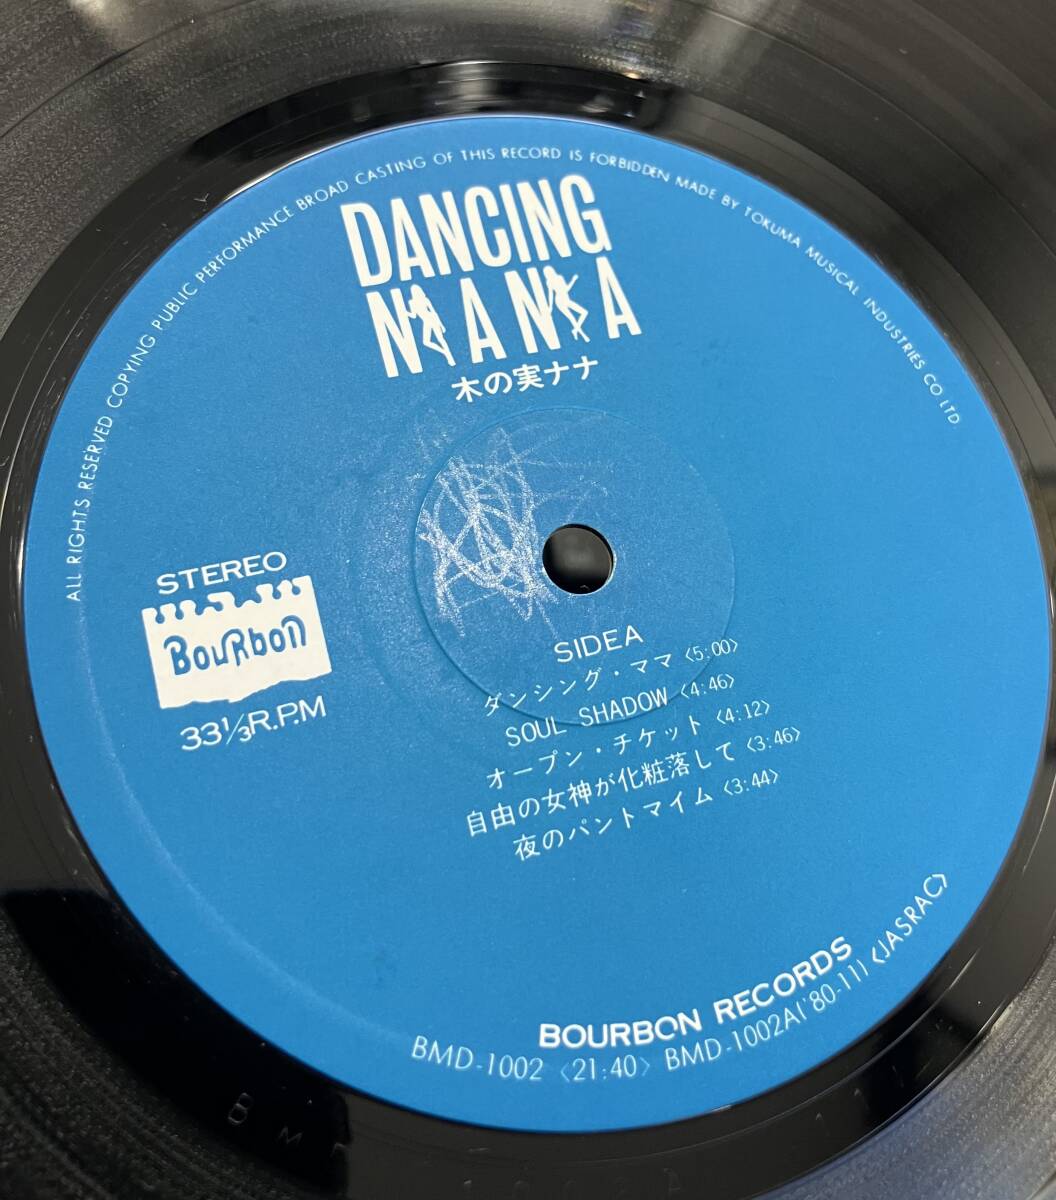 ALL RIGHTS RESERVED COPYING PUBLIC PERFORMANCE BROAD CASTING OF THIS RECORD IS FORBIDDEN MADE BY TOKUMA MUSICAL INDUSTRIES CO LTD
DANCING
NANA
木の実ナナ
STEREO
BouRbon
33⅓R.P.M
SIDEA
ダンシング・ママ〈5:00〉
SOUL SHADOW〈4:46〉
オープン・チケット〈4:12〉
自由の女神が化粧落して〈3:46〉
夜のパントマイム〈3:44〉
BOURBON RECORDS
BMD-1002〈21:40〉BMD-1002A('80-11)〈JASRAC〉